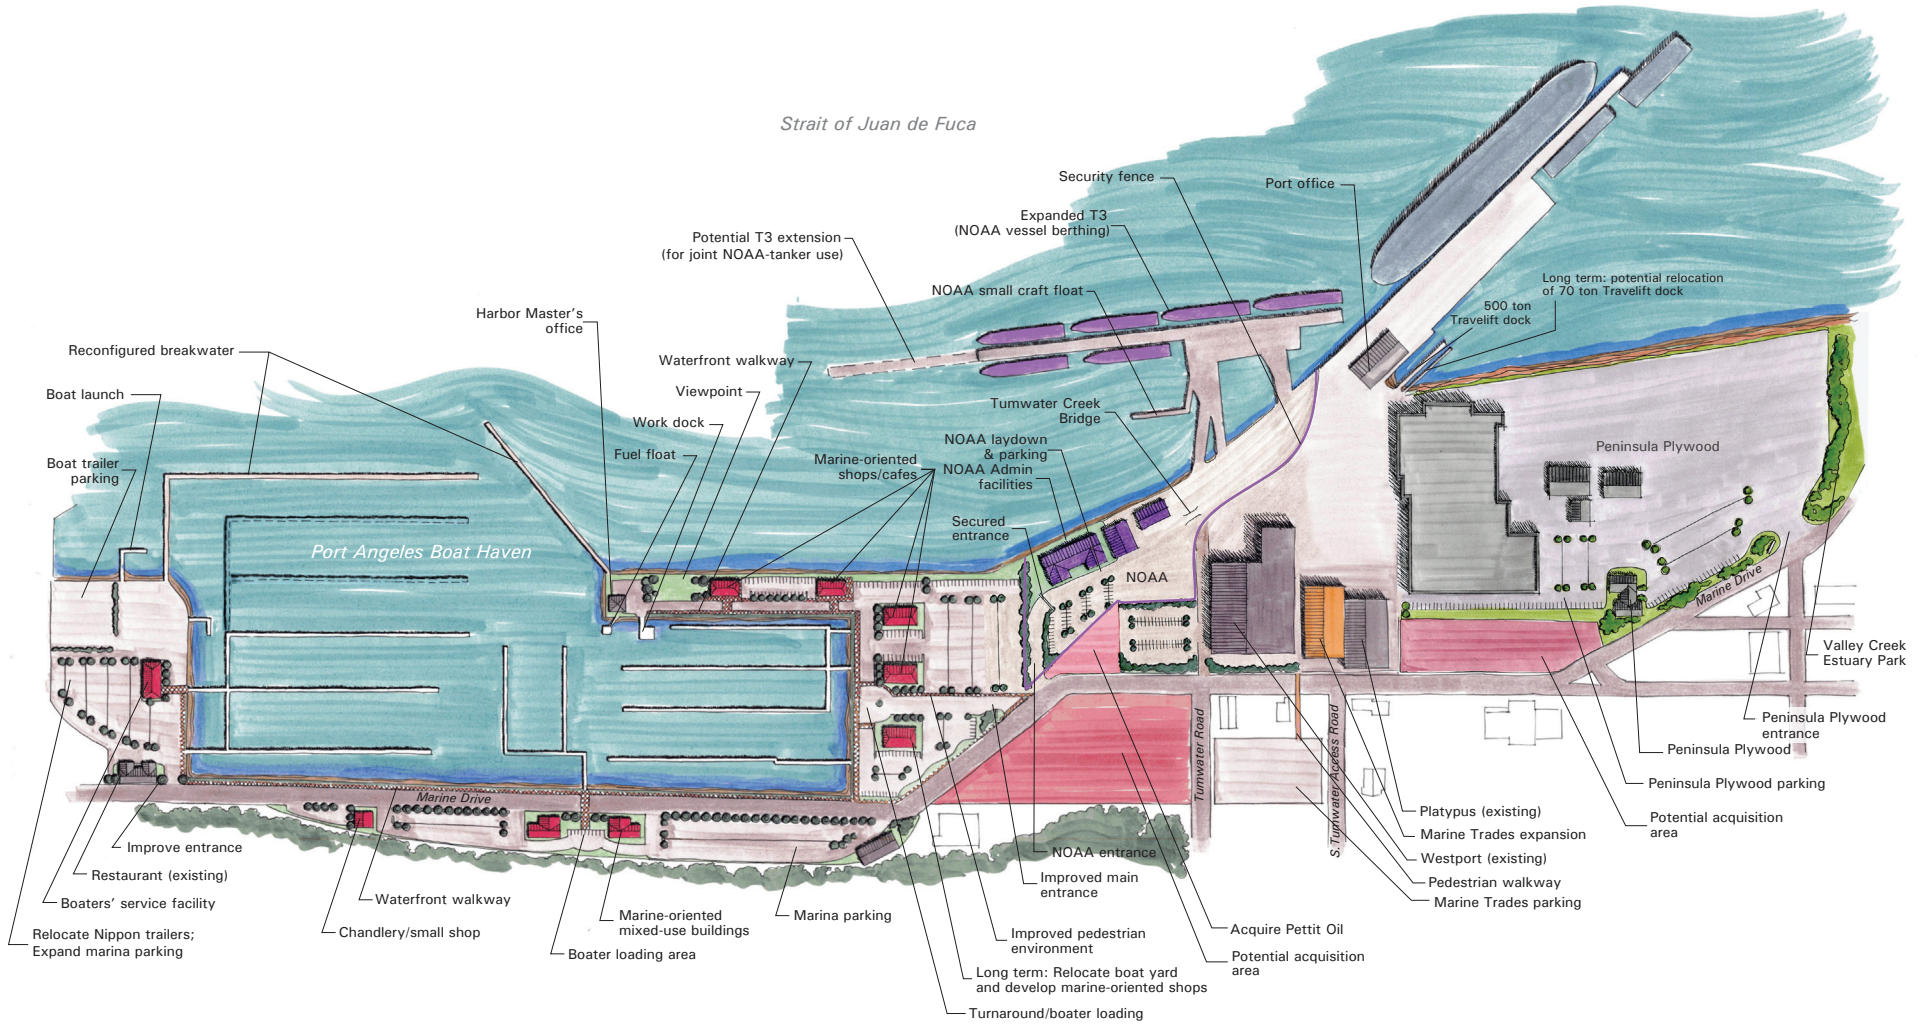 Strait of Juan de Fuca
Security fence
Port office
Expanded T3
(NOAA vessel berthing)
Potential T3 extension
(for joint NOAA-tanker use)
NOAA small craft float
Long term: potential relocation
of 70 ton Travelift dock
500 ton
Travelift dock
Harbor Master's
office
Reconfigured breakwater
Waterfront walkway
Boat launch
Viewpoint
Work dock
Fuel float
Tumwater Creek
Bridge
NOAA laydown
& parking
NOAA Admin
facilities
Marine-oriented
shops/cafes
Boat trailer
parking
Secured
entrance
Peninsula Plywood
Port Angeles Boat Haven
NOAA
Marine Drive
Valley Creek
Estuary Park
Peninsula Plywood
entrance
Peninsula Plywood
Peninsula Plywood parking
Potential acquisition
area
Tumwater Road
S.Tumwater Access Road
Marine Drive
Platypus (existing)
Marine Trades expansion
Westport (existing)
Pedestrian walkway
Marine Trades parking
Improve entrance
Restaurant (existing)
Boaters' service facility
Relocate Nippon trailers;
Expand marina parking
Waterfront walkway
Chandlery/small shop
Marine-oriented
mixed-use buildings
Boater loading area
Marina parking
NOAA entrance
Improved main
entrance
Improved pedestrian
environment
Long term: Relocate boat yard
and develop marine-oriented shops
Turnaround/boater loading
Acquire Pettit Oil
Potential acquisition
area